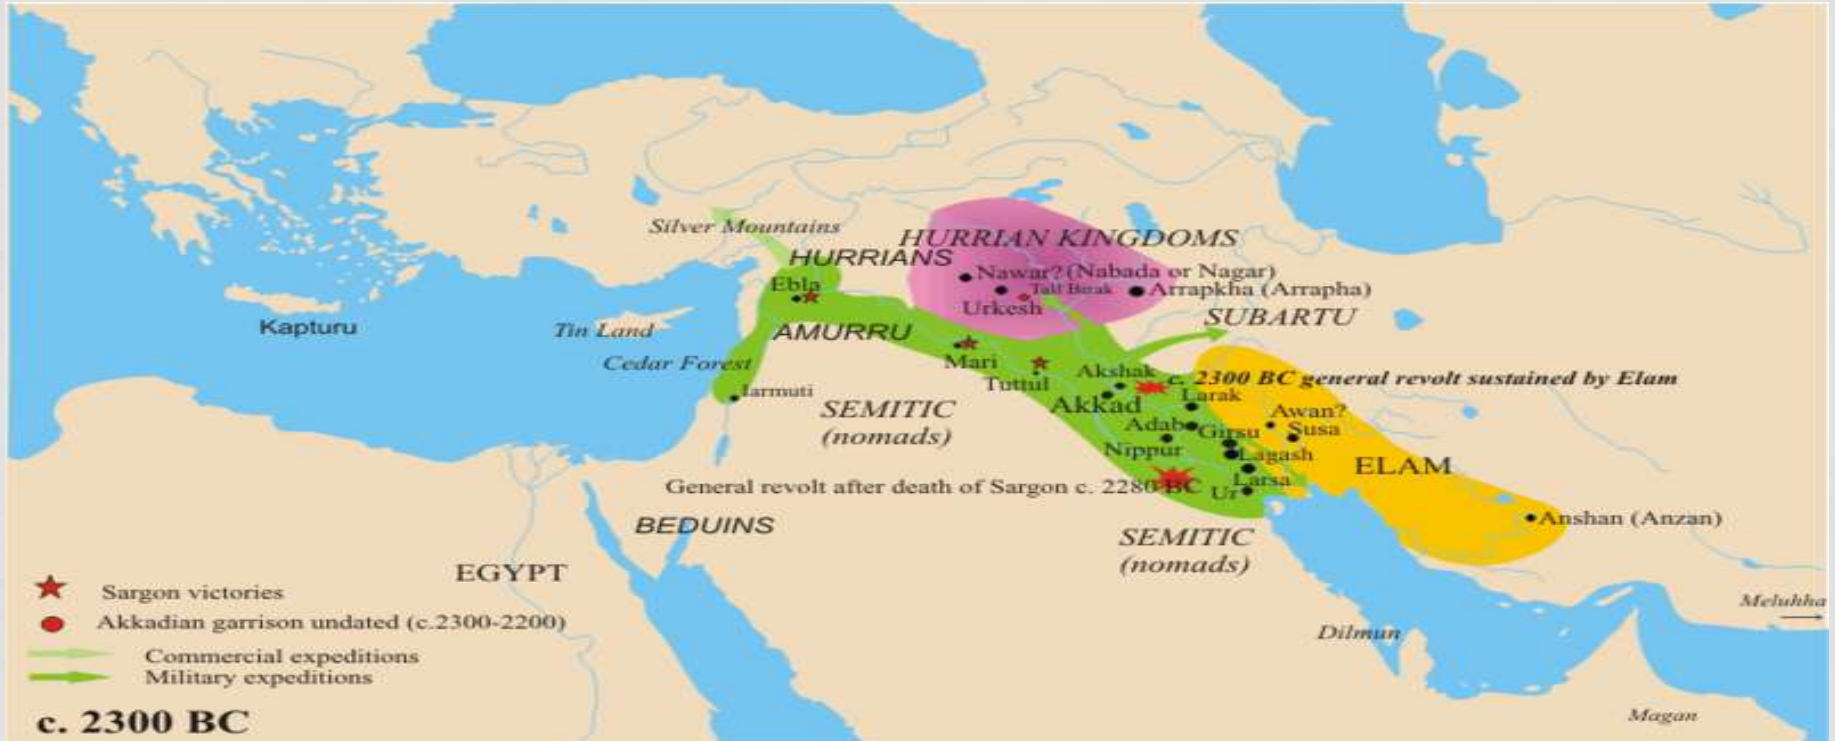 Silver Mountains
HURRIAN KINGDOMS
HURRIANS
Nawar? (Nabada or Nagar)
Ebla
Tall Birak
Arrapkha (Arrapha)
Urkesh
SUBARTU
Kapturu
Tin Land
AMURRU
Cedar Forest
Mari
Tuttul
Akshak
c. 2300 BC general revolt sustained by Elam
Iarmuti
Larak
Akkad
SEMITIC
(nomads)
Awan?
Adab
Girsu
Susa
Nippur
Lagash
ELAM
General revolt after death of Sargon c. 2280 BC
Larsa
Ur
Anshan (Anzan)
BEDUINS
SEMITIC
(nomads)
EGYPT
Sargon victories
Akkadian garrison undated (c.2300-2200)
Commercial expeditions
Military expeditions
c. 2300 BC
Meluhha
Dilmun
Magan